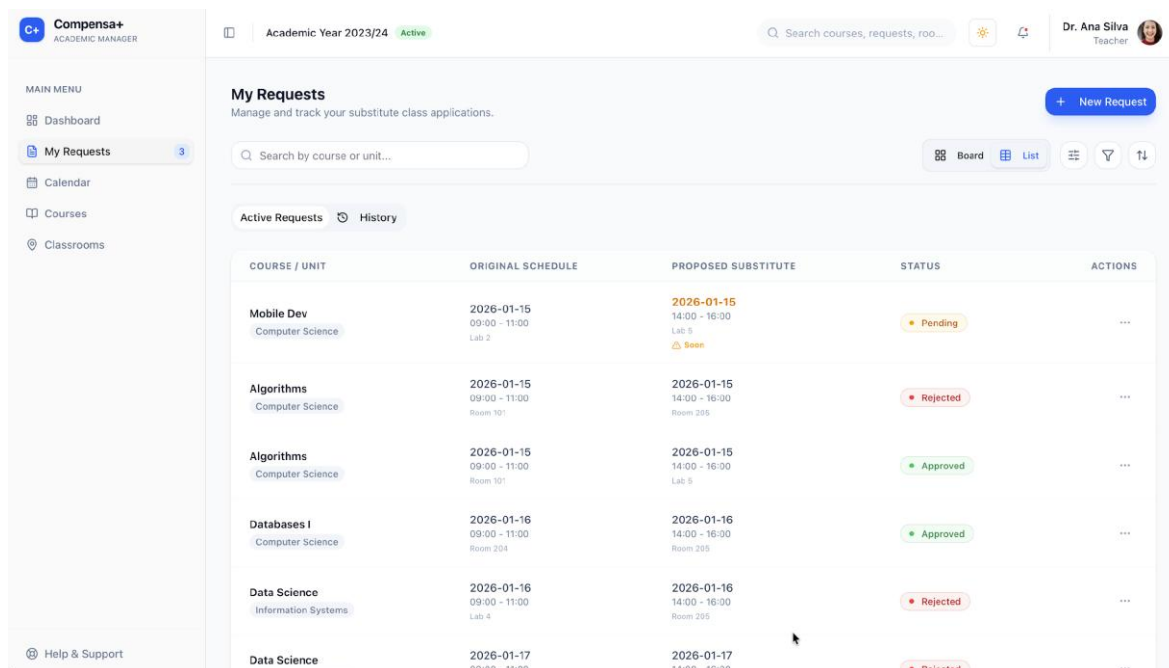 C+
Compensa+
ACADEMIC MANAGER
Academic Year 2023/24 Active
Search courses, requests, roo...
Dr. Ana Silva
Teacher
MAIN MENU
Dashboard
My Requests 3
Calendar
Courses
Classrooms
Help & Support
My Requests
Manage and track your substitute class applications.
+ New Request
Search by course or unit...
Board List
Active Requests History
COURSE / UNIT ORIGINAL SCHEDULE PROPOSED SUBSTITUTE STATUS ACTIONS
Mobile Dev
Computer Science
2026-01-15
09:00 - 11:00
Lab 2
2026-01-15
14:00 - 16:00
Lab 5
Soon
Pending
...
Algorithms
Computer Science
2026-01-15
09:00 - 11:00
Room 101
2026-01-15
14:00 - 16:00
Room 205
Rejected
...
Algorithms
Computer Science
2026-01-15
09:00 - 11:00
Room 101
2026-01-15
14:00 - 16:00
Lab 5
Approved
...
Databases I
Computer Science
2026-01-16
09:00 - 11:00
Room 204
2026-01-16
14:00 - 16:00
Room 205
Approved
...
Data Science
Information Systems
2026-01-16
09:00 - 11:00
Lab 4
2026-01-16
14:00 - 16:00
Room 205
Rejected
...
Data Science
2026-01-17
2026-01-17